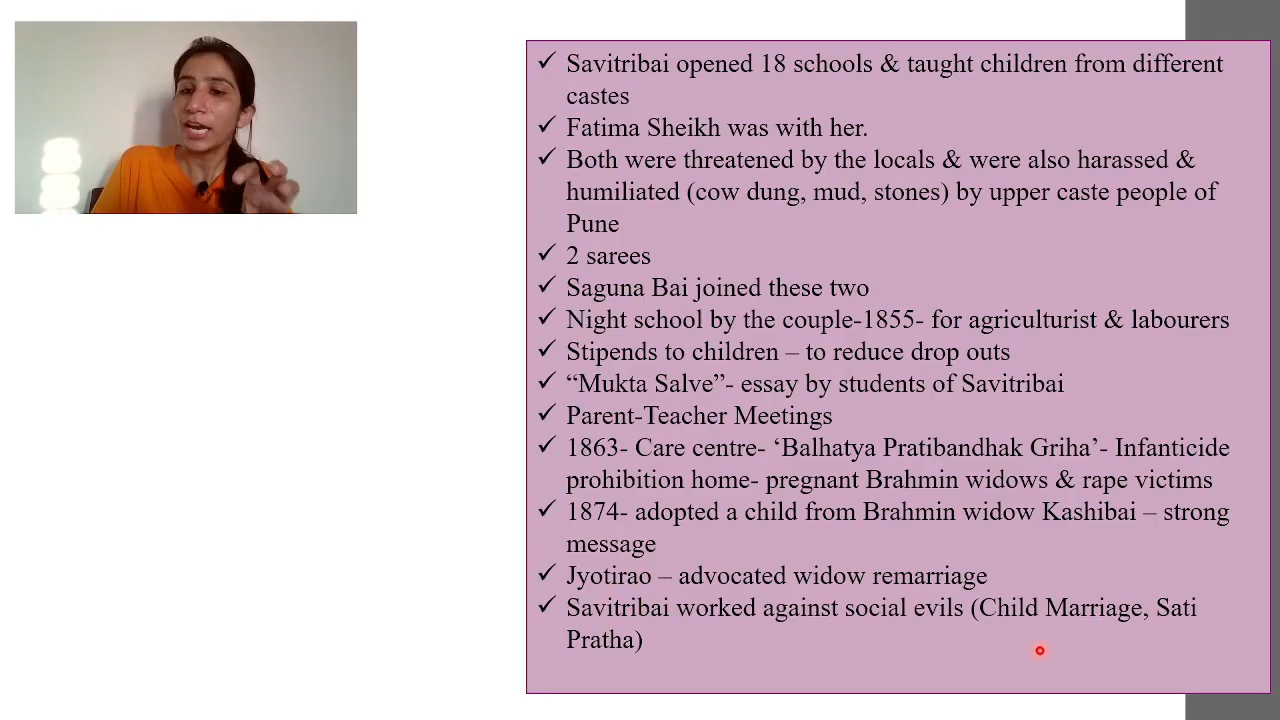 ✓ Savitribai opened 18 schools & taught children from different
castes
✓ Fatima Sheikh was with her.
✓ Both were threatened by the locals & were also harassed &
humiliated (cow dung, mud, stones) by upper caste people of
Pune
✓ 2 sarees
✓ Saguna Bai joined these two
✓ Night school by the couple-1855- for agriculturist & labourers
✓ Stipends to children – to reduce drop outs
✓ “Mukta Salve”- essay by students of Savitribai
✓ Parent-Teacher Meetings
✓ 1863- Care centre- ‘Balhatya Pratibandhak Griha’- Infanticide
prohibition home- pregnant Brahmin widows & rape victims
✓ 1874- adopted a child from Brahmin widow Kashibai – strong
message
✓ Jyotirao – advocated widow remarriage
✓ Savitribai worked against social evils (Child Marriage, Sati
Pratha)